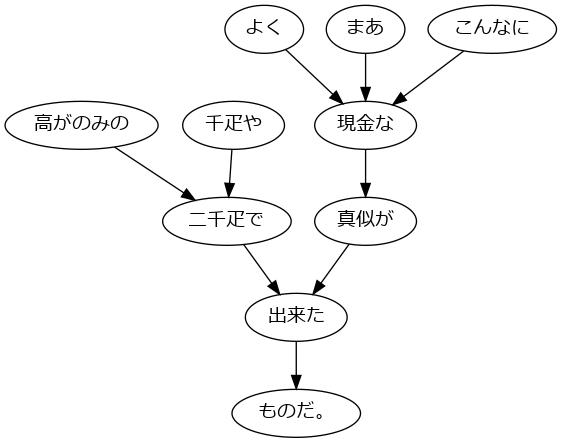 よく まあ こんなに
高がのみの 千疋や 現金な
二千疋で 真似が
出来た
ものだ。